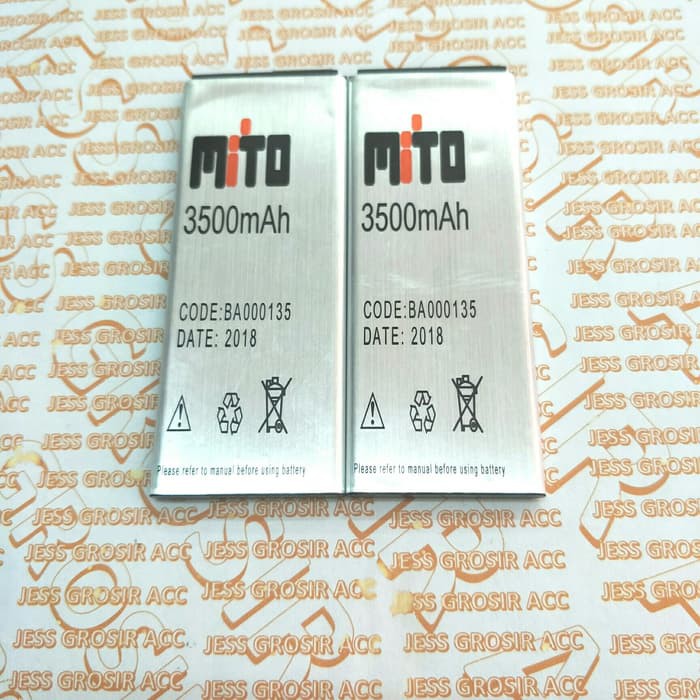 MiTO
3500mAh
CODE:BA000135
DATE: 2018
Please refer to manual before using battery
MiTO
3500mAh
CODE:BA000135
DATE: 2018
Please refer to manual before using battery
JESS GROSIR ACC